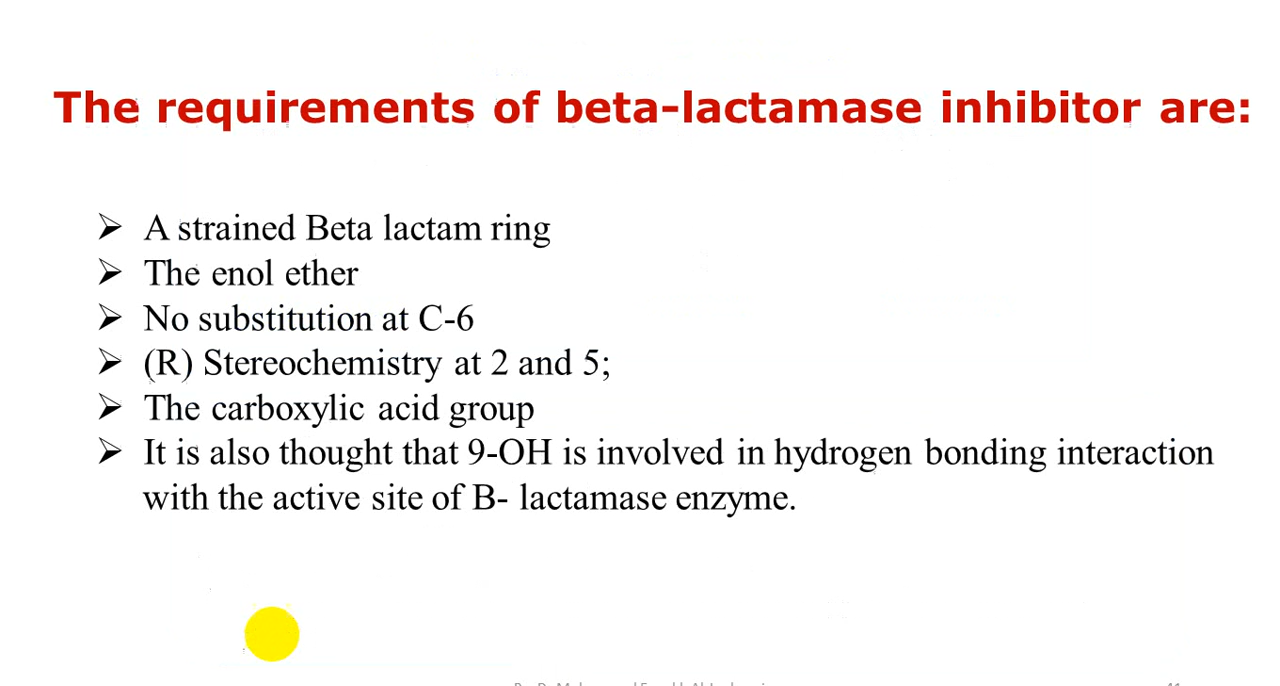 The requirements of beta-lactamase inhibitor are:
➢ A strained Beta lactam ring
➢ The enol ether
➢ No substitution at C-6
➢ (R) Stereochemistry at 2 and 5;
➢ The carboxylic acid group
➢ It is also thought that 9-OH is involved in hydrogen bonding interaction
with the active site of B- lactamase enzyme.